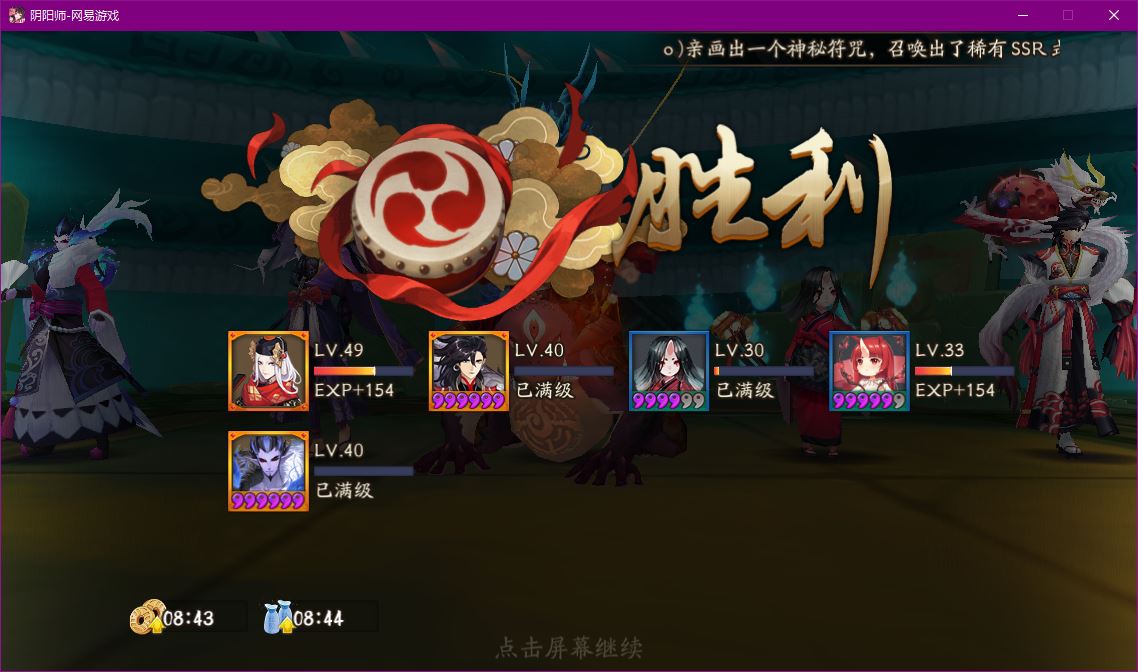 阴阳师-网易游戏
o)亲画出一个神秘符咒，召唤出了稀有SSR
胜利
LV.49
EXP+154
LV.40
已满级
LV.30
已满级
LV.33
EXP+154
LV.40
已满级
08:43
08:44
点击屏幕继续